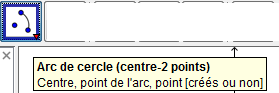 Arc de cercle (centre-2 points)
Centre, point de l'arc, point [créés ou non]